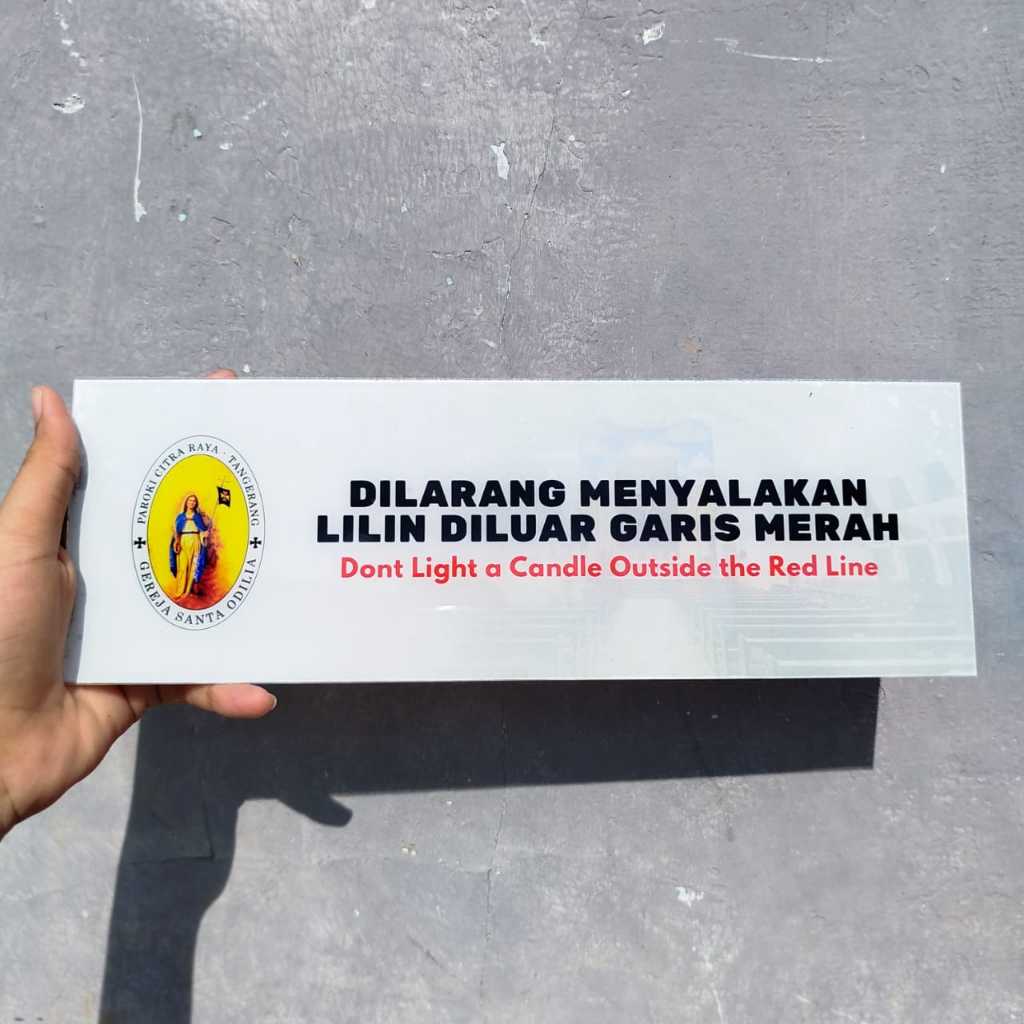 PAROKI CITRA RAYA · TANGERANG
GEREJA SANTA ODILIA
DILARANG MENYALAKAN
LILIN DILUAR GARIS MERAH
Dont Light a Candle Outside the Red Line